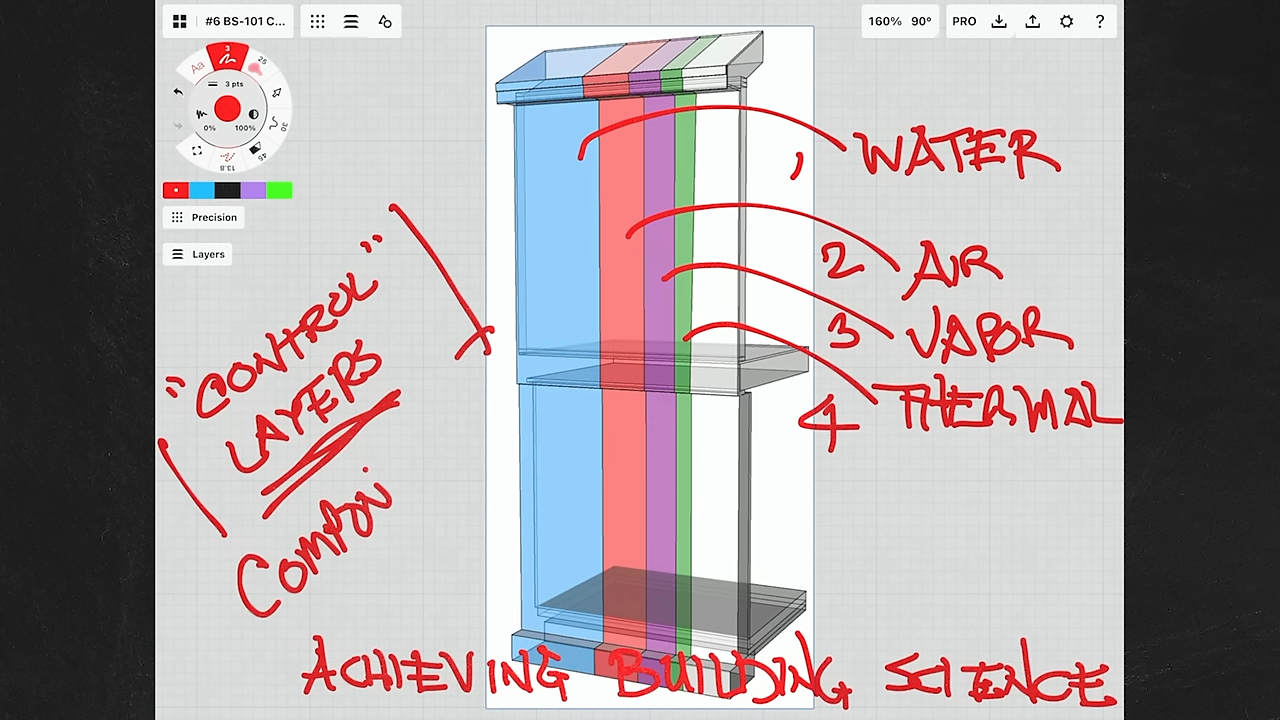 #6 BS-101 C...
160% 90°
PRO
?
Aa
3
25
3 pts
0% 100%
30
45
13.8
Precision
Layers
1 WATER
2 AIR
3 VAPOR
4 THERMAL
"CONTROL"
LAYERS
COMPON
ACHIEVING BUILDING SCIENCE